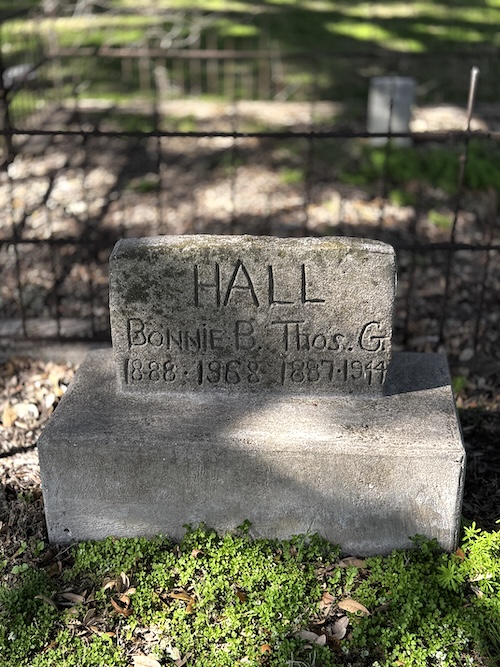 HALL
BONNIE B. THOS. G.
1888 · 1968 1887 · 1944